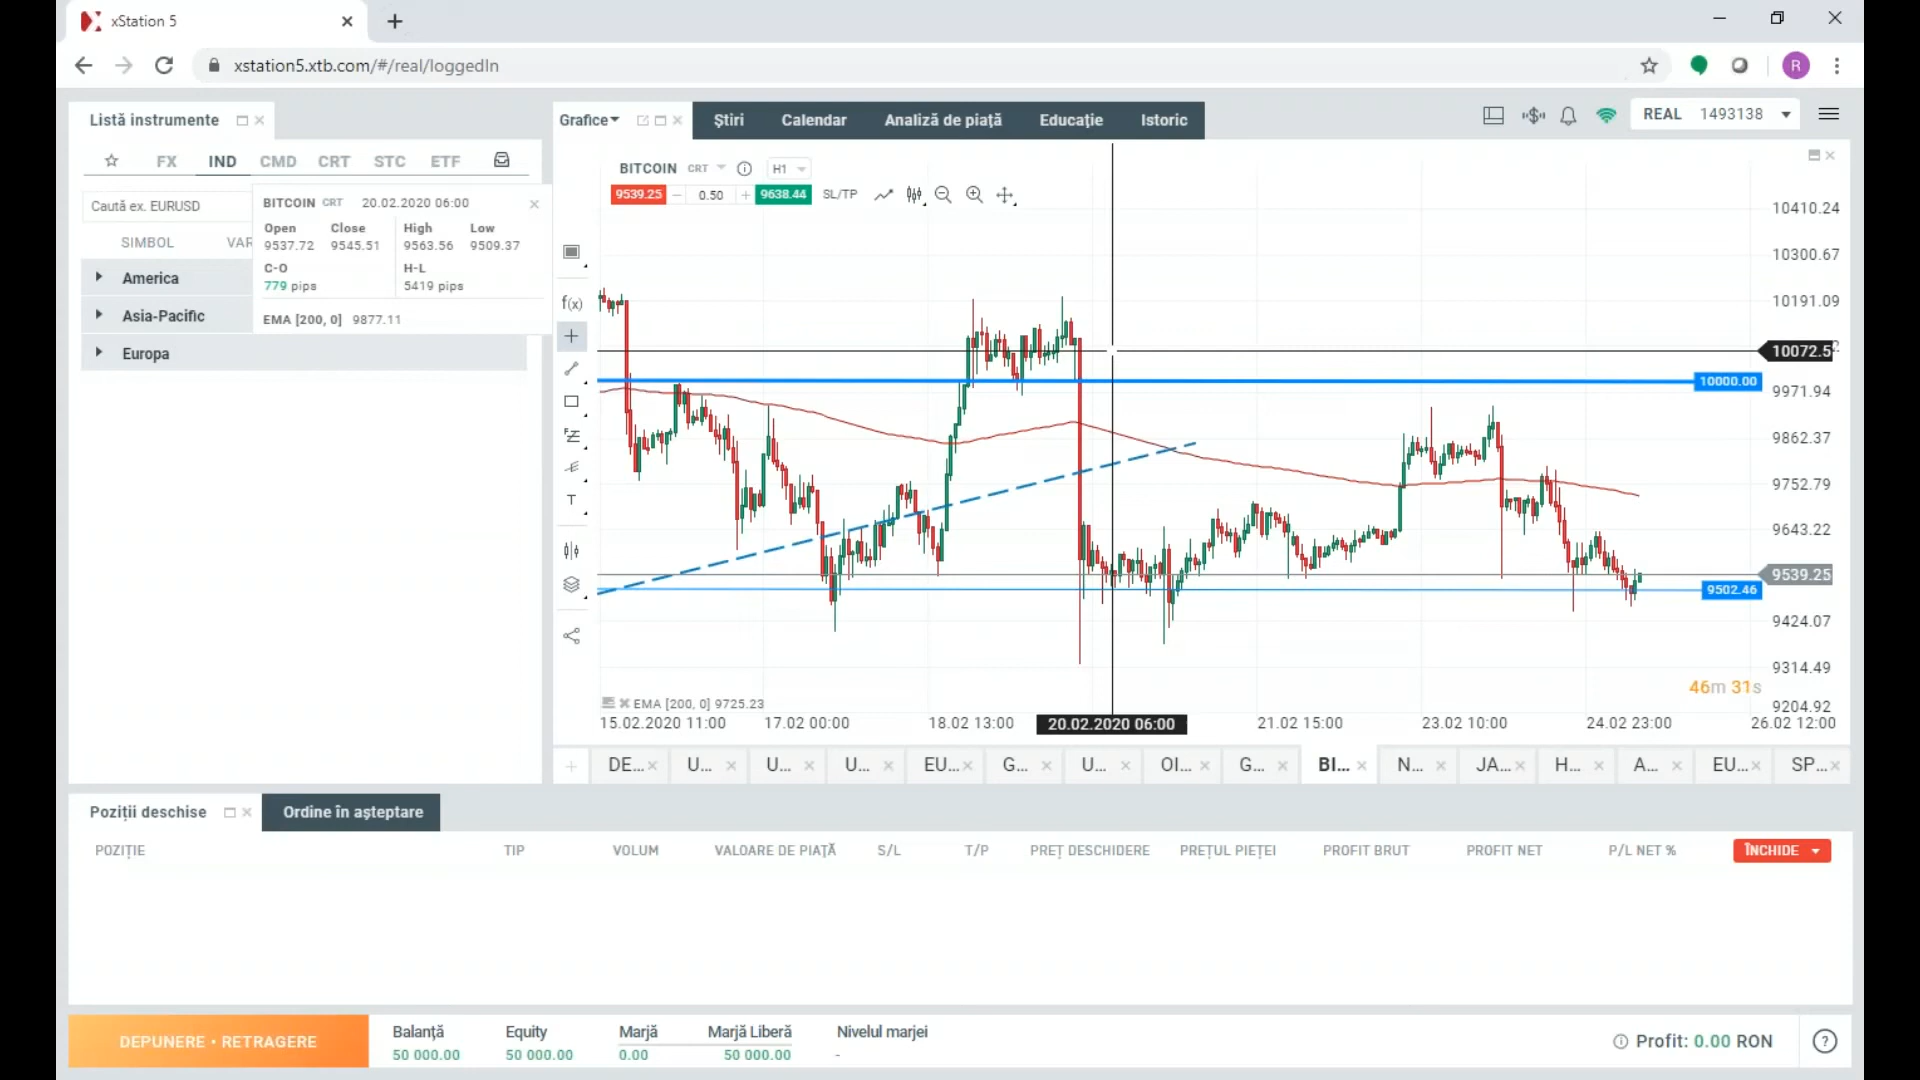 xStation 5
xstation5.xtb.com/#/real/loggedIn
R
Listă instrumente
Grafice
Știri
Calendar
Analiză de piață
Educație
Istoric
REAL 1493138
FX IND CMD CRT STC ETF
Caută ex. EURUSD
SIMBOL VAR
America
Asia-Pacific
Europa
BITCOIN CRT 20.02.2020 06:00
Open Close High Low
9537.72 9545.51 9563.56 9509.37
C-O H-L
779 pips 5419 pips
EMA [200, 0] 9877.11
BITCOIN CRT H1
9539.25 0.50 9638.44 SL/TP
f(x)
T
10410.24
10300.67
10191.09
10072.5
10000.00
9971.94
9862.37
9752.79
9643.22
9539.25
9502.46
9424.07
9314.49
46m 31s
9204.92
EMA [200, 0] 9725.23
15.02.2020 11:00 17.02 00:00 18.02 13:00 20.02.2020 06:00 21.02 15:00 23.02 10:00 24.02 23:00 26.02 12:00
DE... U... U... U... EU... G... U... OI... G... BI... N... JA... H... A... EU... SP...
Poziții deschise
Ordine în așteptare
POZIȚIE TIP VOLUM VALOARE DE PIAȚĂ S/L T/P PREȚ DESCHIDERE PREȚUL PIEȚEI PROFIT BRUT PROFIT NET P/L NET % ÎNCHIDE
DEPUNERE • RETRAGERE
Balanță Equity Marjă Marjă Liberă Nivelul marjei
50 000.00 50 000.00 0.00 50 000.00 -
Profit: 0.00 RON